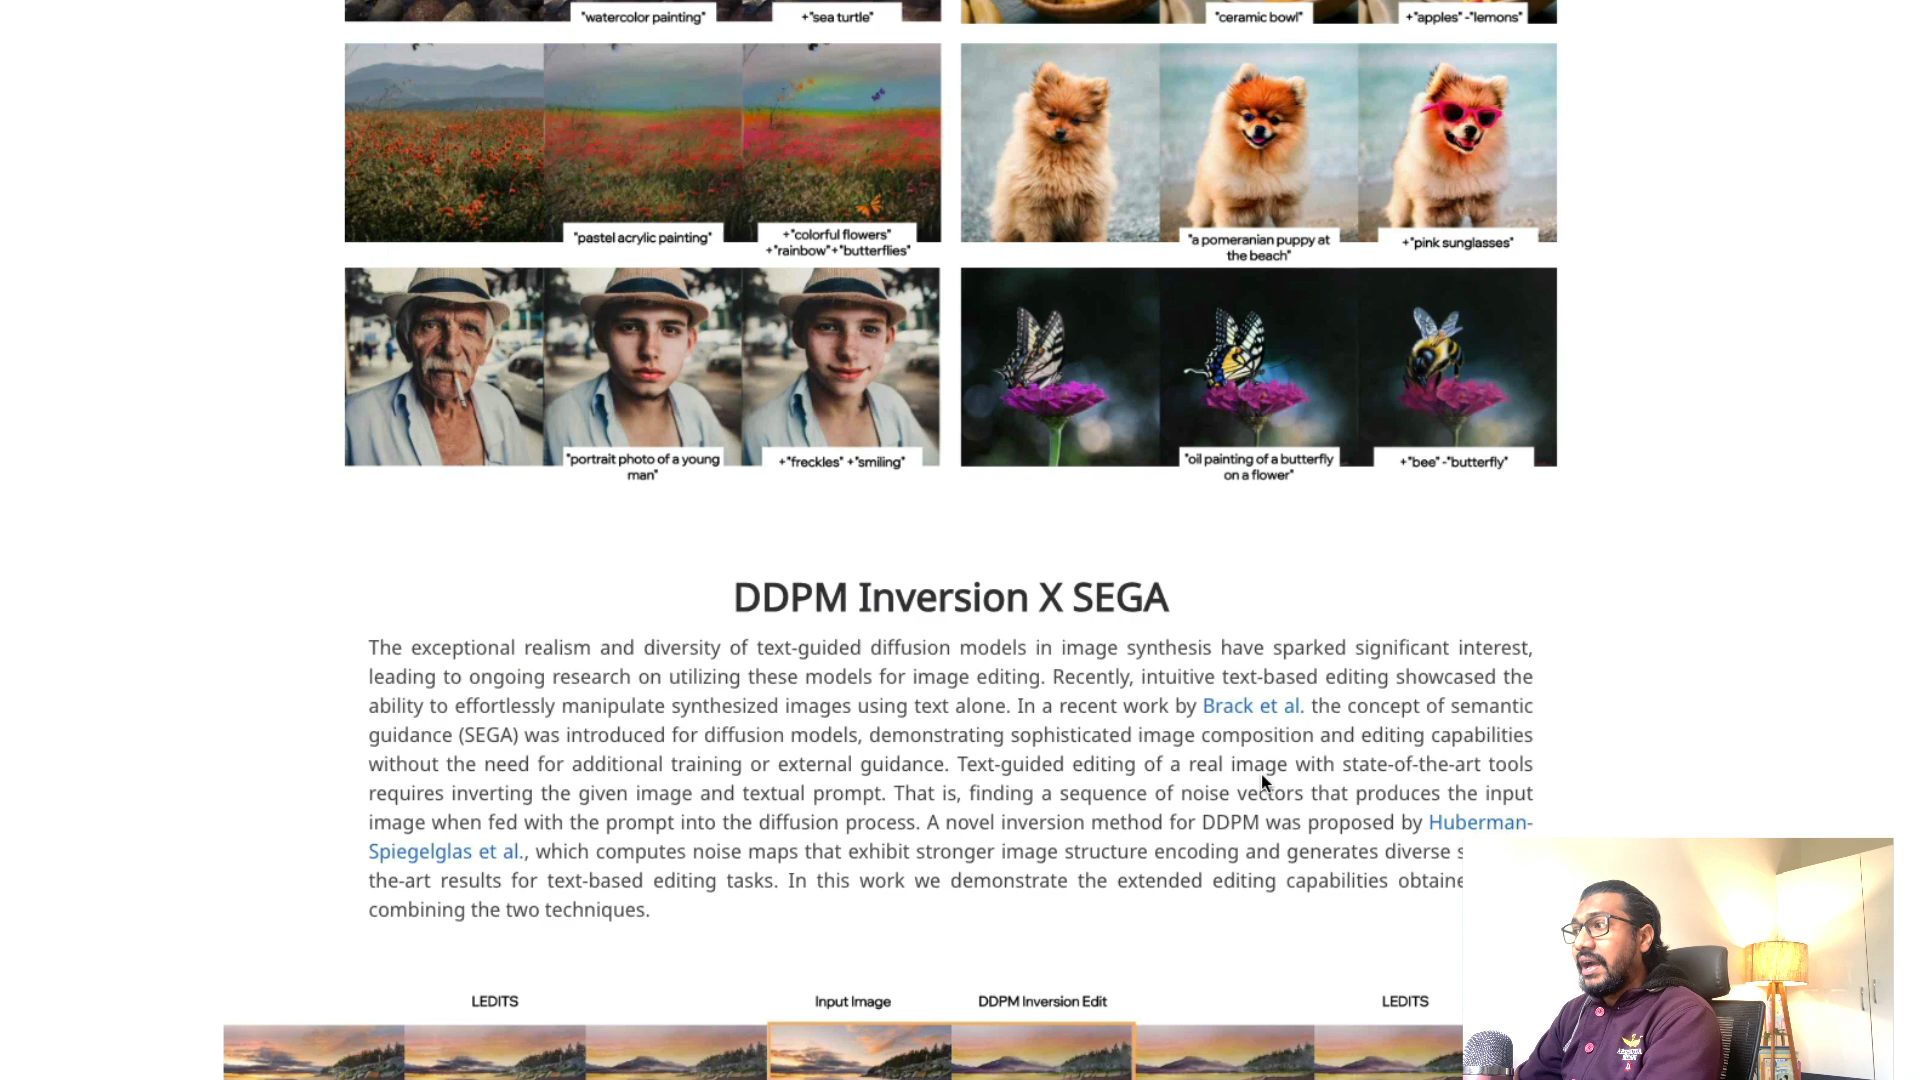 "watercolor painting"
+"sea turtle"
"ceramic bowl"
+"apples" -"lemons"
"pastel acrylic painting"
+"colorful flowers"
+"rainbow"+"butterflies"
"a pomeranian puppy at
the beach"
+"pink sunglasses"
"portrait photo of a young
man"
+"freckles" +"smiling"
"oil painting of a butterfly
on a flower"
+"bee" -"butterfly"
DDPM Inversion X SEGA
The exceptional realism and diversity of text-guided diffusion models in image synthesis have sparked significant interest,
leading to ongoing research on utilizing these models for image editing. Recently, intuitive text-based editing showcased the
ability to effortlessly manipulate synthesized images using text alone. In a recent work by Brack et al. the concept of semantic
guidance (SEGA) was introduced for diffusion models, demonstrating sophisticated image composition and editing capabilities
without the need for additional training or external guidance. Text-guided editing of a real image with state-of-the-art tools
requires inverting the given image and textual prompt. That is, finding a sequence of noise vectors that produces the input
image when fed with the prompt into the diffusion process. A novel inversion method for DDPM was proposed by Huberman-
Spiegelglas et al., which computes noise maps that exhibit stronger image structure encoding and generates diverse s
the-art results for text-based editing tasks. In this work we demonstrate the extended editing capabilities obtaine
combining the two techniques.
LEDITS
Input Image
DDPM Inversion Edit
LEDITS